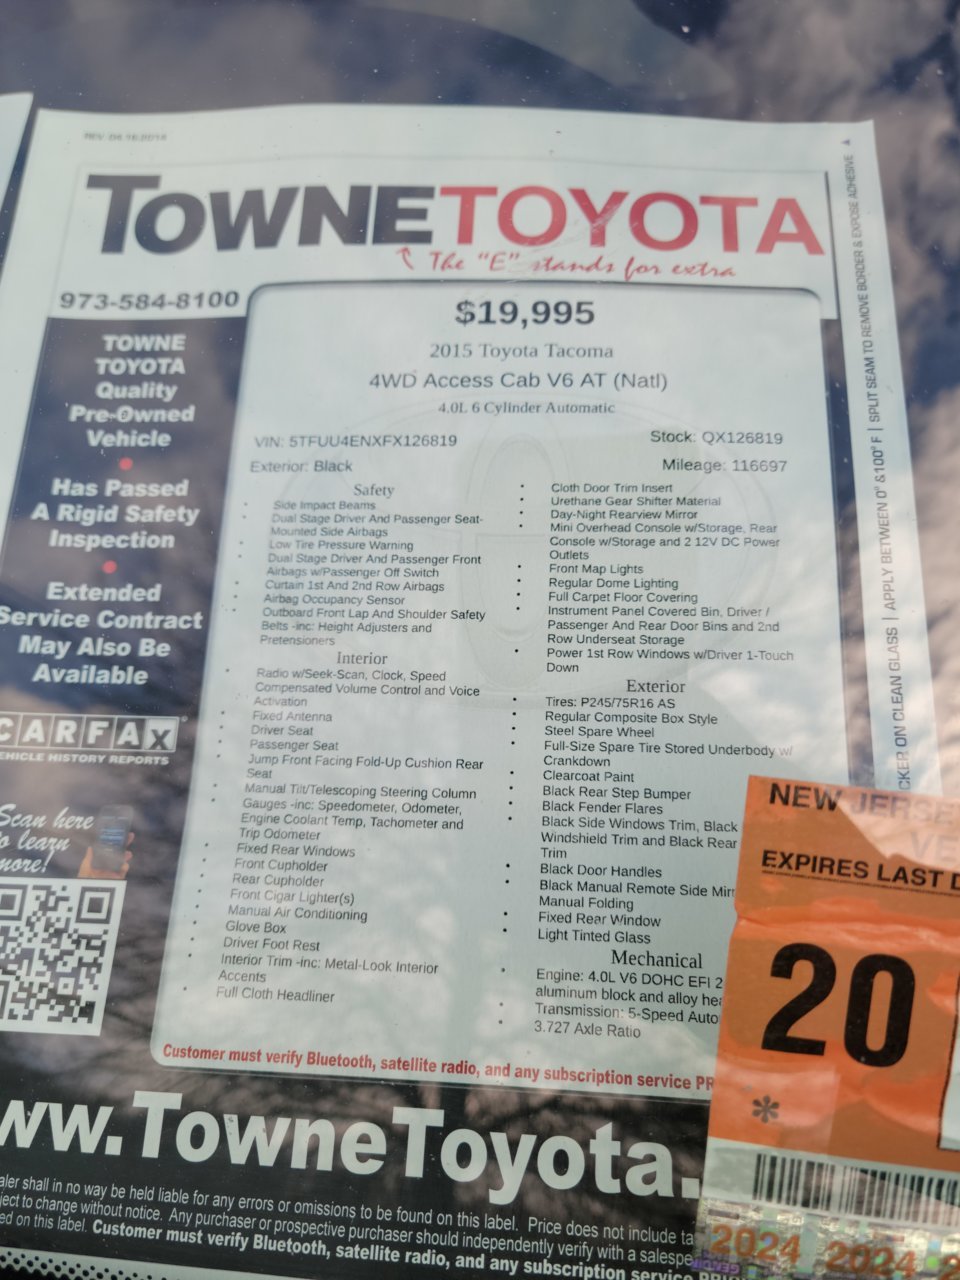 REV. 04.16.2018
TOWNETOYOTA
The "E" stands for extra
973-584-8100
TOWNE
TOYOTA
Quality
Pre-Owned
Vehicle
Has Passed
A Rigid Safety
Inspection
Extended
Service Contract
May Also Be
Available
CARFAX
VEHICLE HISTORY REPORTS
Scan here
to learn
more!
$19,995
2015 Toyota Tacoma
4WD Access Cab V6 AT (Natl)
4.0L 6 Cylinder Automatic
VIN: 5TFUU4ENXFX126819
Stock: QX126819
Exterior: Black
Mileage: 116697
Safety
Side Impact Beams
Dual Stage Driver And Passenger Seat-
Mounted Side Airbags
Low Tire Pressure Warning
Dual Stage Driver And Passenger Front
Airbags w/Passenger Off Switch
Curtain 1st And 2nd Row Airbags
Airbag Occupancy Sensor
Outboard Front Lap And Shoulder Safety
Belts -inc: Height Adjusters and
Pretensioners
Interior
Radio w/Seek-Scan, Clock, Speed
Compensated Volume Control and Voice
Activation
Fixed Antenna
Driver Seat
Passenger Seat
Jump Front Facing Fold-Up Cushion Rear
Seat
Manual Tilt/Telescoping Steering Column
Gauges -inc: Speedometer, Odometer,
Engine Coolant Temp, Tachometer and
Trip Odometer
Fixed Rear Windows
Front Cupholder
Rear Cupholder
Front Cigar Lighter(s)
Manual Air Conditioning
Glove Box
Driver Foot Rest
Interior Trim -inc: Metal-Look Interior
Accents
Full Cloth Headliner
Cloth Door Trim Insert
Urethane Gear Shifter Material
Day-Night Rearview Mirror
Mini Overhead Console w/Storage, Rear
Console w/Storage and 2 12V DC Power
Outlets
Front Map Lights
Regular Dome Lighting
Full Carpet Floor Covering
Instrument Panel Covered Bin, Driver /
Passenger And Rear Door Bins and 2nd
Row Underseat Storage
Power 1st Row Windows w/Driver 1-Touch
Down
Exterior
Tires: P245/75R16 AS
Regular Composite Box Style
Steel Spare Wheel
Full-Size Spare Tire Stored Underbody w/
Crankdown
Clearcoat Paint
Black Rear Step Bumper
Black Fender Flares
Black Side Windows Trim, Black
Windshield Trim and Black Rear
Trim
Black Door Handles
Black Manual Remote Side Mirr
Manual Folding
Fixed Rear Window
Light Tinted Glass
Mechanical
Engine: 4.0L V6 DOHC EFI 2
aluminum block and alloy hea
Transmission: 5-Speed Auto
3.727 Axle Ratio
Customer must verify Bluetooth, satellite radio, and any subscription service PR
ww.TowneToyota.
aler shall in no way be held liable for any errors or omissions to be found on this label. Price does not include ta
ject to change without notice. Any purchaser or prospective purchaser should independently verify with a salespe
ed on this label. Customer must verify Bluetooth, satellite radio, and any subscription service PR
CKER ON CLEAN GLASS | APPLY BETWEEN 0° &100° F | SPLIT SEAM TO REMOVE BORDER & EXPOSE ADHESIVE
NEW JERSE
VE
EXPIRES LAST D
20
*
2024 2024 2